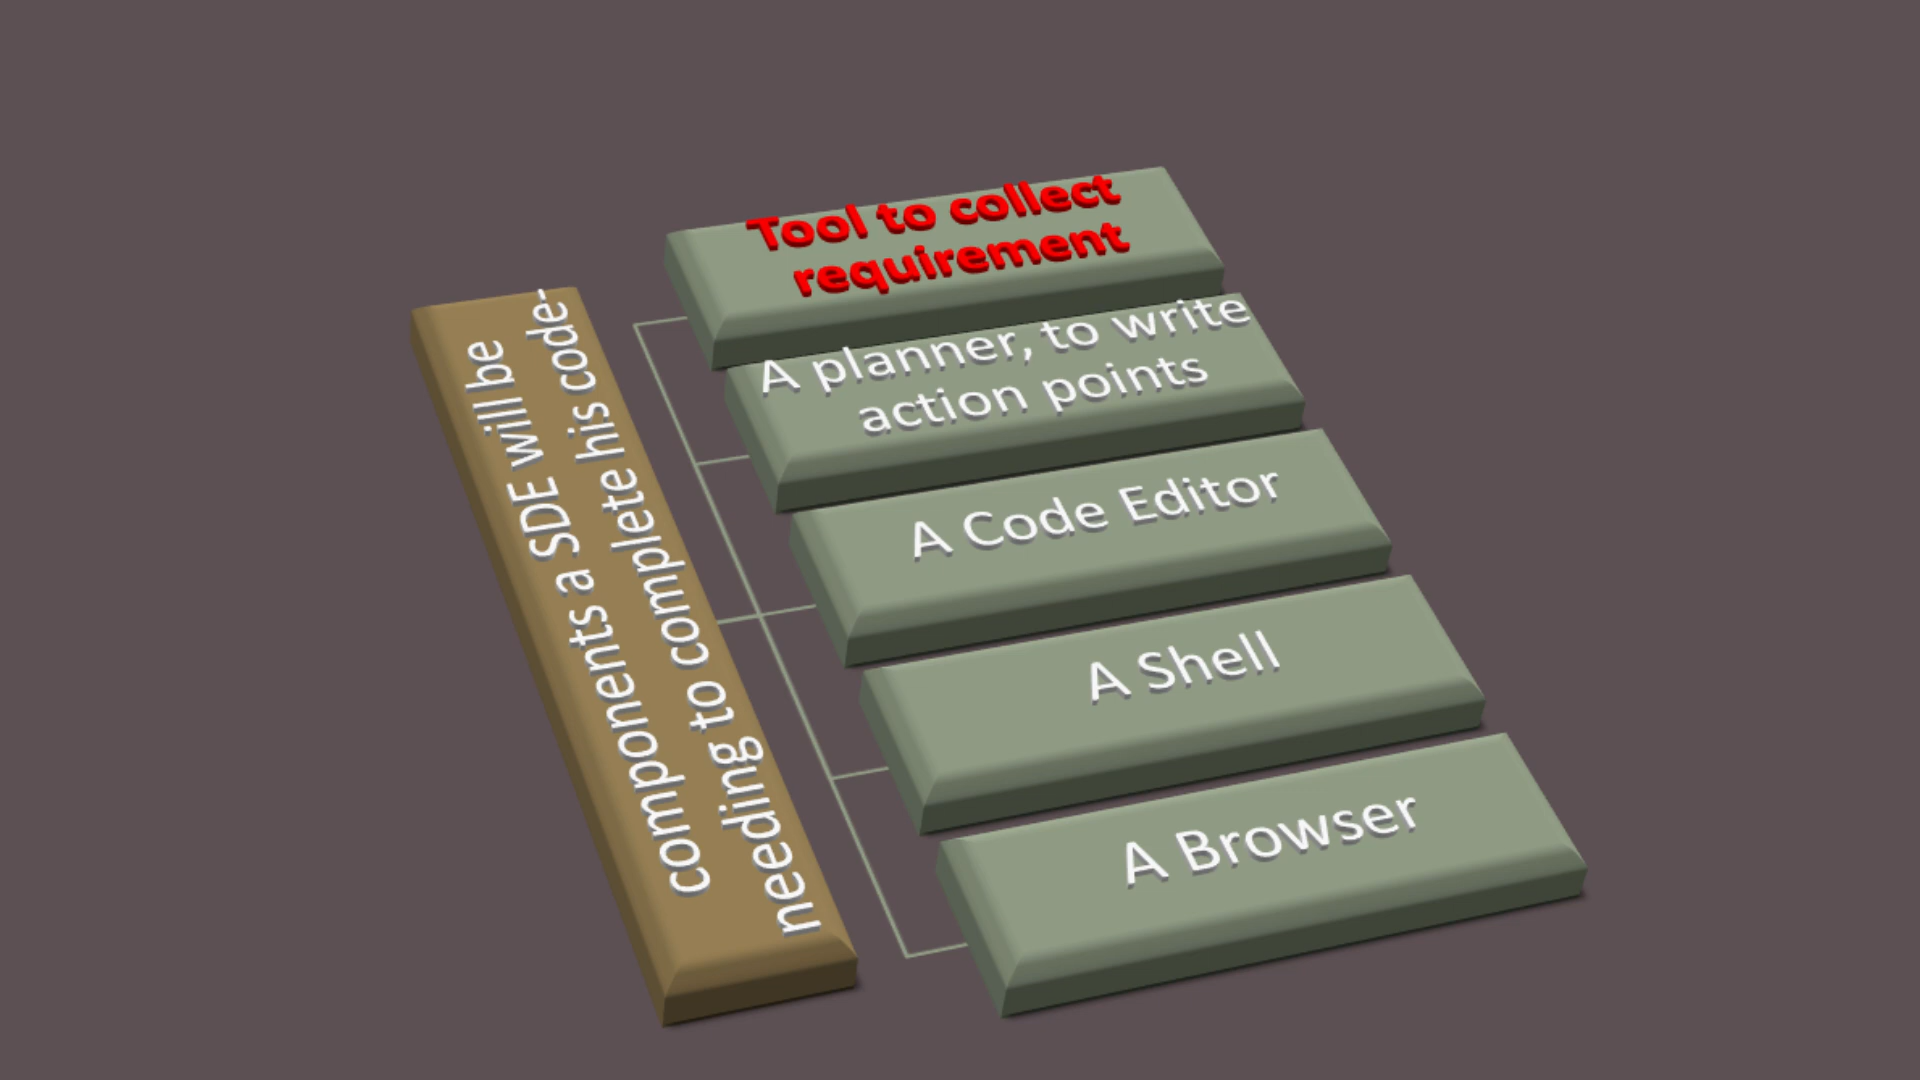 components a SDE will be
needing to complete his code-
Tool to collect
requirement
A planner, to write
action points
A Code Editor
A Shell
A Browser